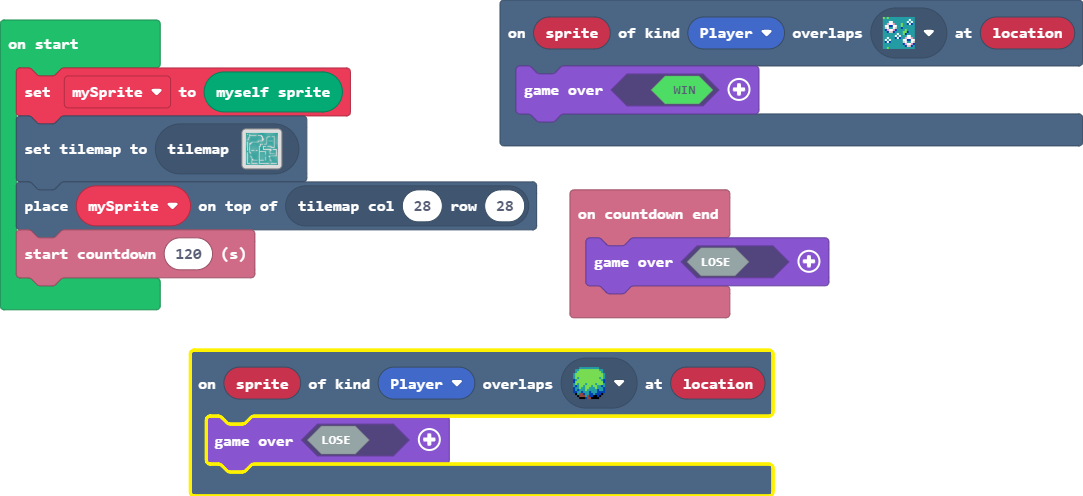 on start
set mySprite to myself sprite
set tilemap to tilemap
place mySprite on top of tilemap col 28 row 28
start countdown 120 (s)
on sprite of kind Player overlaps at location
game over WIN
on countdown end
game over LOSE
on sprite of kind Player overlaps at location
game over LOSE